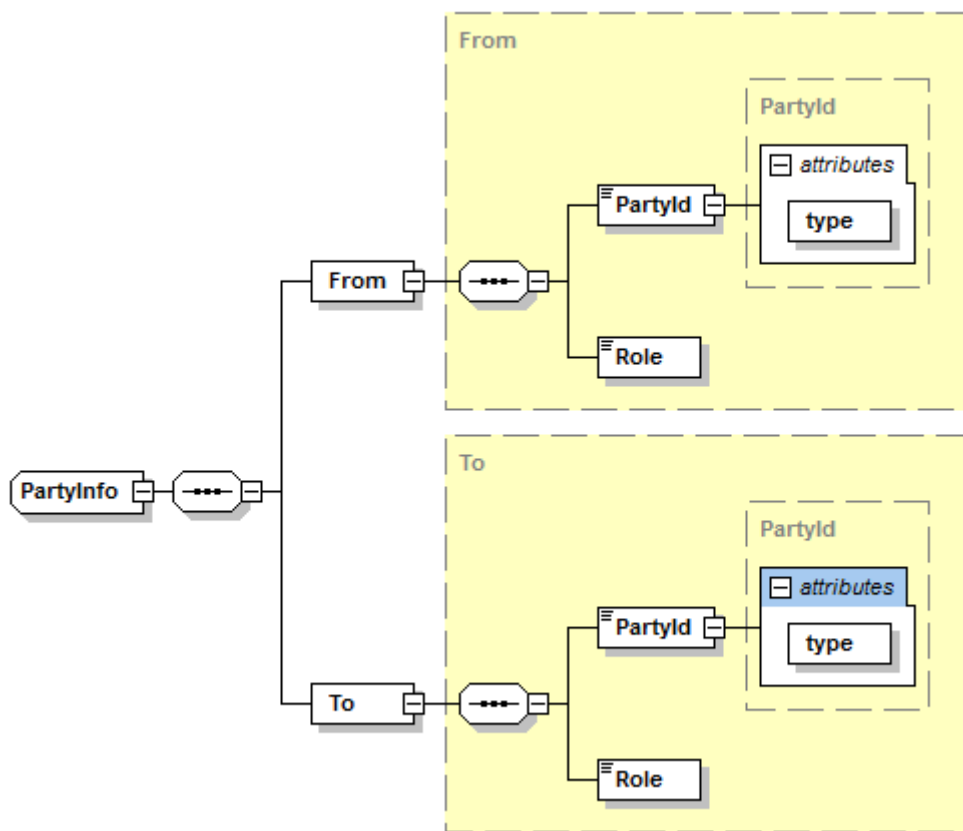 From
PartyId
attributes
PartyId
type
From
Role
PartyInfo
To
PartyId
attributes
PartyId
type
To
Role